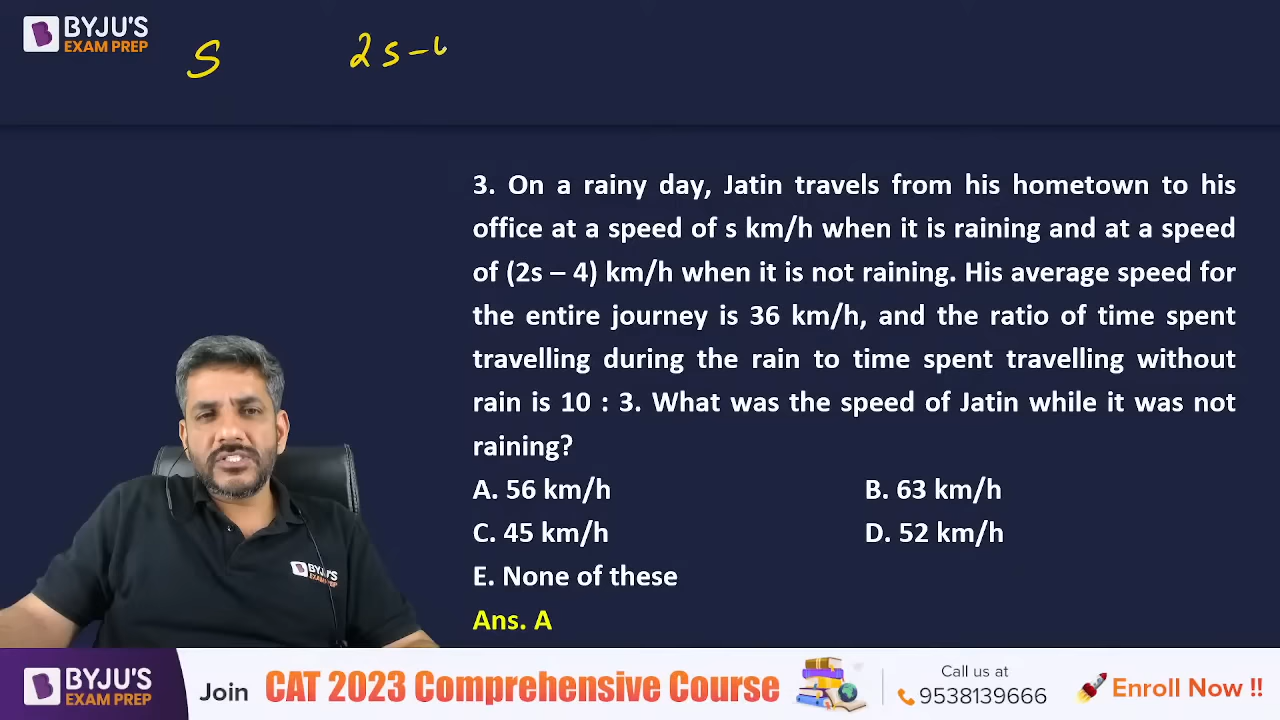 BYJU'S
EXAM PREP
S 2s-
3. On a rainy day, Jatin travels from his hometown to his
office at a speed of s km/h when it is raining and at a speed
of (2s – 4) km/h when it is not raining. His average speed for
the entire journey is 36 km/h, and the ratio of time spent
travelling during the rain to time spent travelling without
rain is 10 : 3. What was the speed of Jatin while it was not
raining?
A. 56 km/h B. 63 km/h
C. 45 km/h D. 52 km/h
E. None of these
Ans. A
BYJU'S
EXAM PREP
BYJU'S
EXAM PREP
Join CAT 2023 Comprehensive Course
Call us at
9538139666
Enroll Now !!